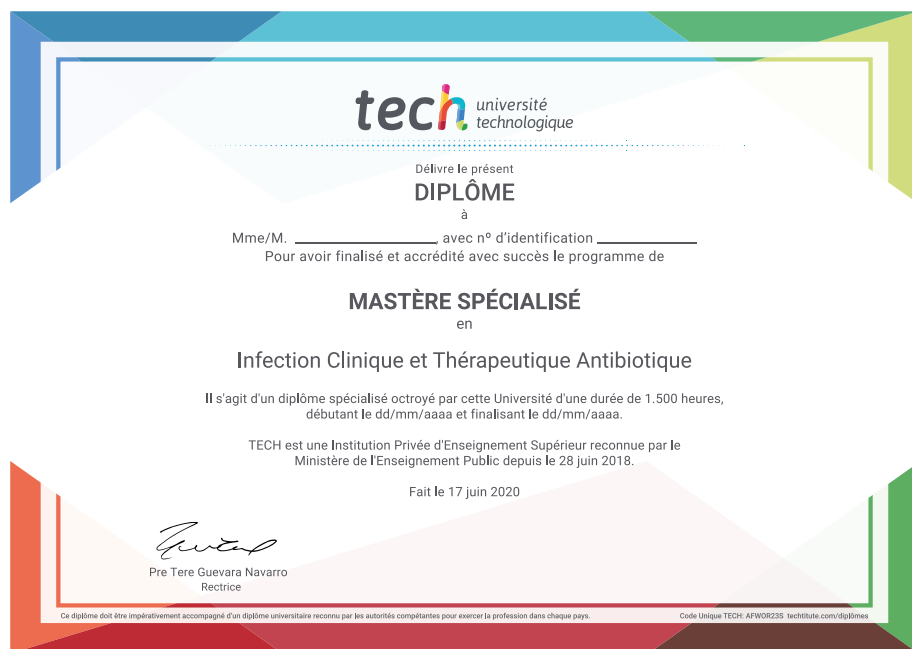 tech université
technologique
Délivre le présent
DIPLÔME
à
Mme/M. ____________, avec nº d'identification ____________
Pour avoir finalisé et accrédité avec succès le programme de
MASTÈRE SPÉCIALISÉ
en
Infection Clinique et Thérapeutique Antibiotique
Il s'agit d'un diplôme spécialisé octroyé par cette Université d'une durée de 1.500 heures,
débutant le dd/mm/aaaa et finalisant le dd/mm/aaaa.
TECH est une Institution Privée d'Enseignement Supérieur reconnue par le
Ministère de l'Enseignement Public depuis le 28 juin 2018.
Fait le 17 juin 2020
Pre Tere Guevara Navarro
Rectrice
Ce diplôme doit être impérativement accompagné d'un diplôme universitaire reconnu par les autorités compétantes pour exercer la profession dans chaque pays.
Code Unique TECH: AFWOR23S techtitute.com/diplômes